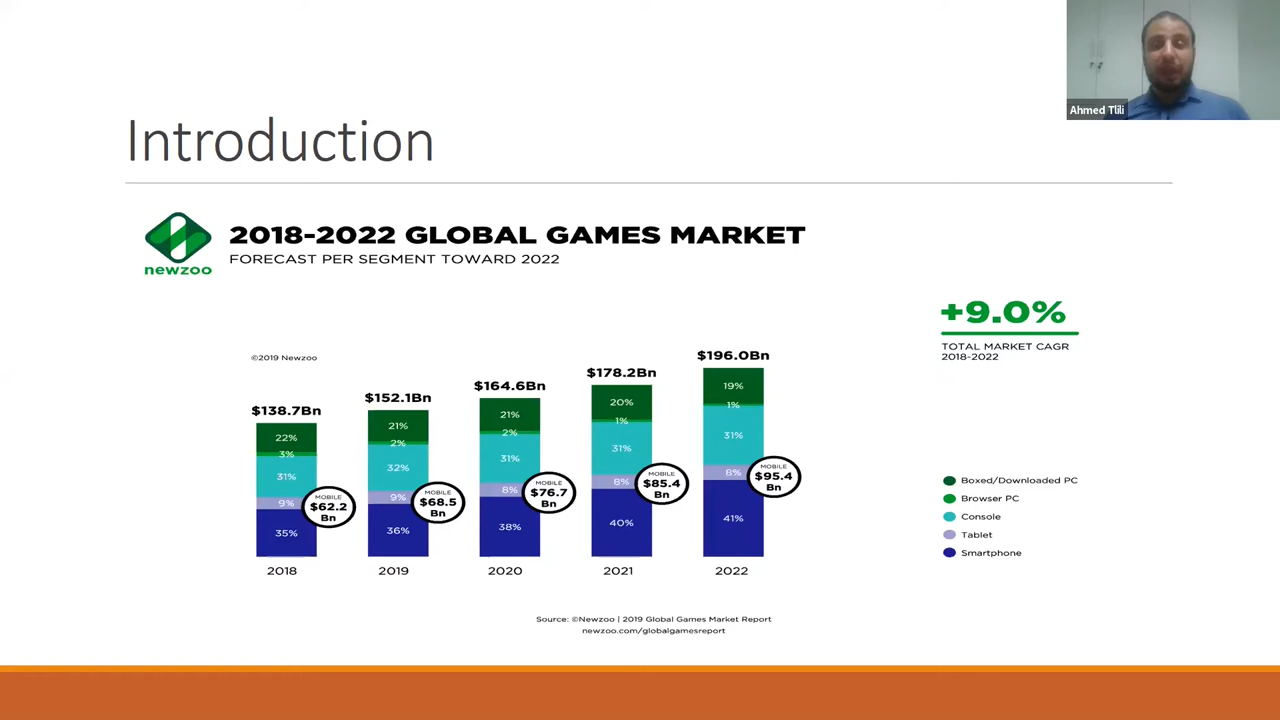 Ahmed Tlili
Introduction
newzoo
2018-2022 GLOBAL GAMES MARKET
FORECAST PER SEGMENT TOWARD 2022
+9.0%
TOTAL MARKET CAGR
2018-2022
©2019 Newzoo
$138.7Bn
22%
3%
31%
9%
35%
MOBILE
$62.2
Bn
2018
$152.1Bn
21%
2%
32%
9%
36%
MOBILE
$68.5
Bn
2019
$164.6Bn
21%
2%
31%
8%
38%
MOBILE
$76.7
Bn
2020
$178.2Bn
20%
1%
31%
8%
40%
MOBILE
$85.4
Bn
2021
$196.0Bn
19%
1%
31%
8%
41%
MOBILE
$95.4
Bn
2022
Boxed/Downloaded PC
Browser PC
Console
Tablet
Smartphone
Source: ©Newzoo | 2019 Global Games Market Report
newzoo.com/globalgamesreport